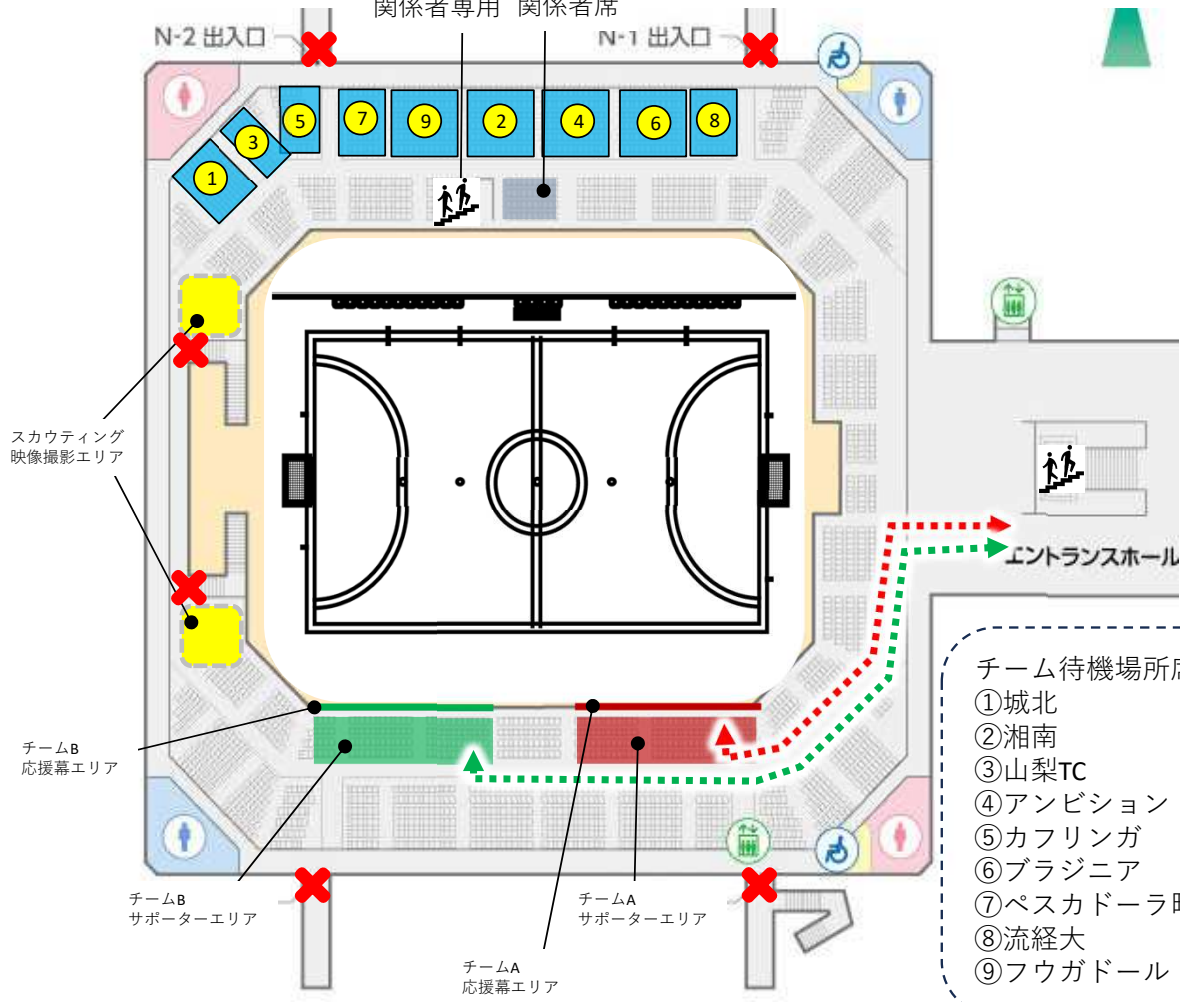 関係者専用 関係者席
N-2 出入口
N-1 出入口
⑤
⑦
⑨
②
④
⑥
⑧
③
①
スカウティング
映像撮影エリア
エントランスホール
チームB
応援幕エリア
チームB
サポーターエリア
チームA
サポーターエリア
チームA
応援幕エリア
チーム待機場所席
①城北
②湘南
③山梨TC
④アンビション
⑤カフリンガ
⑥ブラジニア
⑦ペスカドーラ
⑧流経大
⑨フウガドール